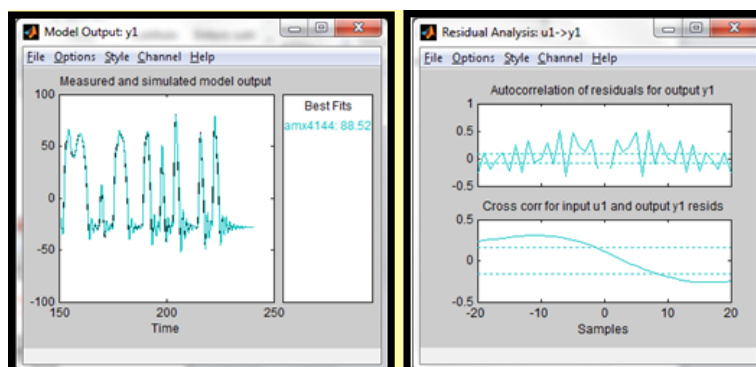 Model Output: y1
File Options Style Channel Help
Measured and simulated model output
100
50
0
-50
-100
150
200
250
Time
Best Fits
amx4144: 88.52
Residual Analysis: u1->y1
File Options Style Channel Help
Autocorrelation of residuals for output y1
1
0.5
0
-0.5
Cross corr for input u1 and output y1 resids
0.5
0
-0.5
-20
-10
0
10
20
Samples